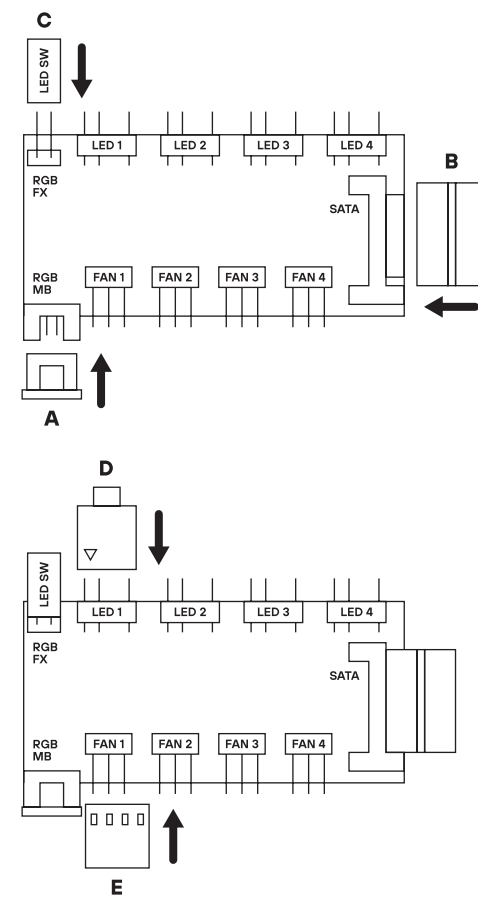 C
LED SW
LED 1
LED 2
LED 3
LED 4
B
RGB
FX
SATA
RGB
MB
FAN 1
FAN 2
FAN 3
FAN 4
A
D
LED SW
LED 1
LED 2
LED 3
LED 4
RGB
FX
SATA
RGB
MB
FAN 1
FAN 2
FAN 3
FAN 4
E